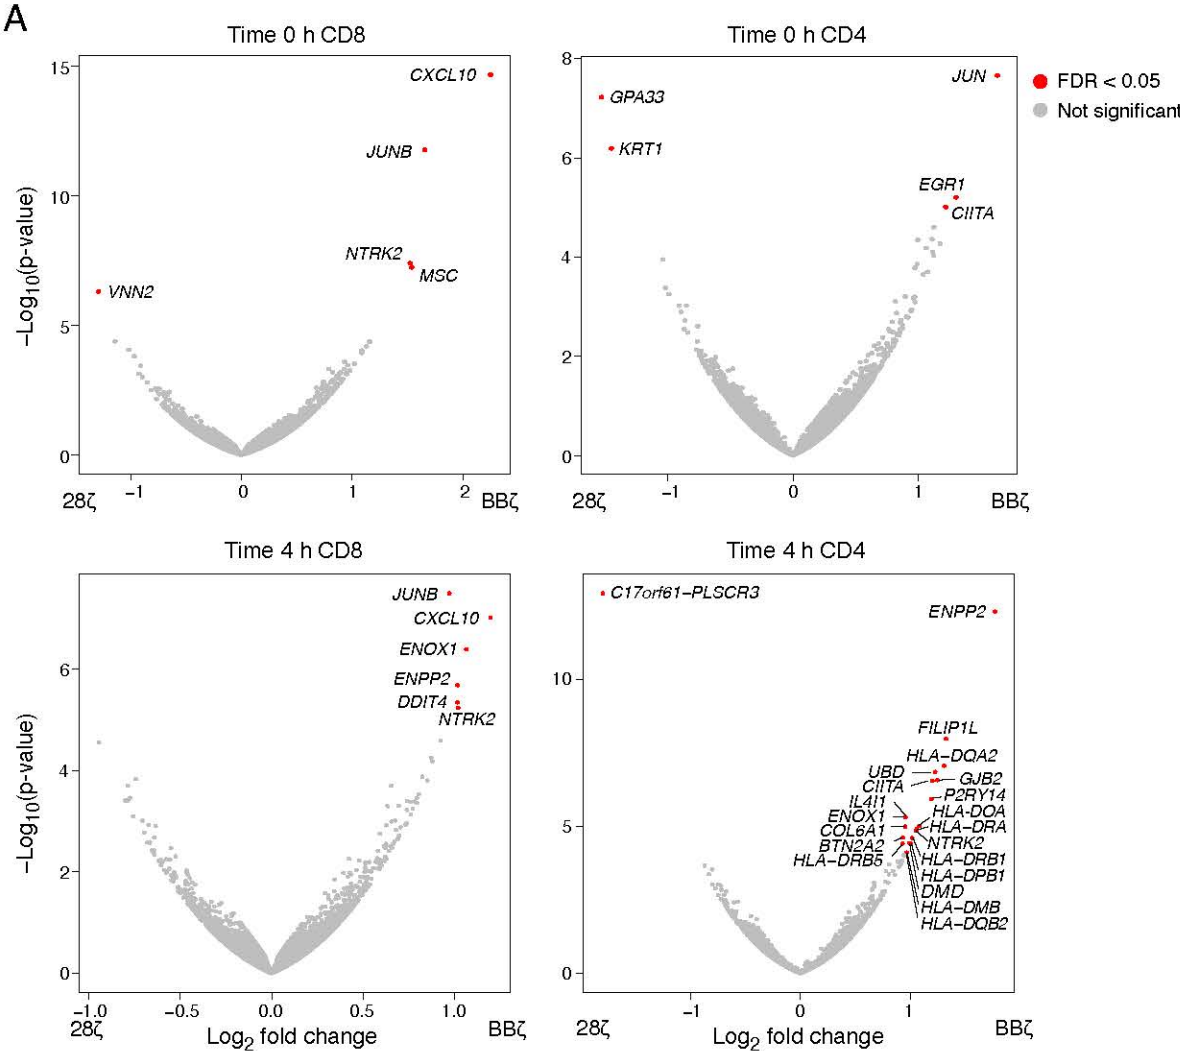 A
Time 0 h CD8
Time 0 h CD4
FDR < 0.05
Not significant
−Log10(p-value)
15
10
5
0
CXCL10
JUNB
NTRK2
MSC
VNN2
−1
0
1
2
28ζ
BBζ
8
6
4
2
0
JUN
GPA33
KRT1
EGR1
CIITA
−1
0
1
28ζ
BBζ
Time 4 h CD8
Time 4 h CD4
−Log10(p-value)
6
4
2
0
JUNB
CXCL10
ENOX1
ENPP2
DDIT4
NTRK2
−1.0
−0.5
0.0
0.5
1.0
28ζ
Log2 fold change
BBζ
10
5
0
C17orf61−PLSCR3
ENPP2
FILIP1L
HLA−DQA2
UBD
GJB2
CIITA
P2RY14
IL4I1
HLA-DOA
ENOX1
HLA−DRA
COL6A1
NTRK2
BTN2A2
HLA−DRB5
HLA−DRB1
HLA−DPB1
DMD
HLA−DMB
HLA−DQB2
−1
0
1
28ζ
Log2 fold change
BBζ